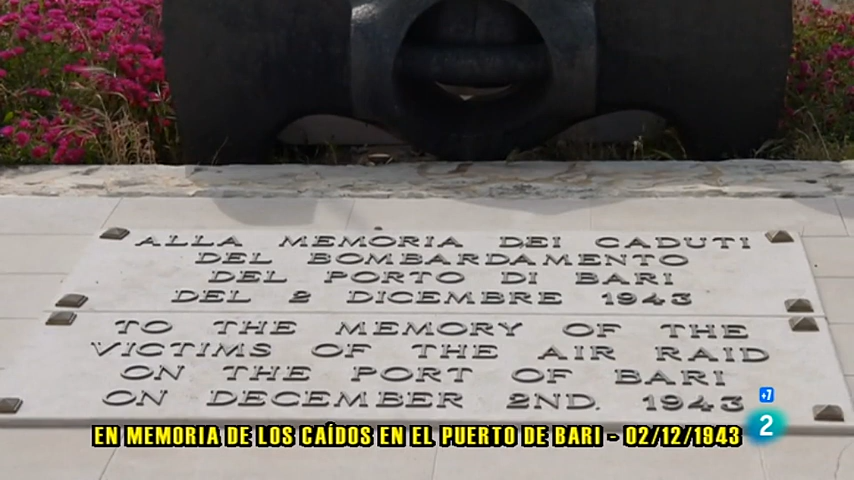 ALLA MEMORIA DEI CADUTI
DEL BOMBARDAMENTO
DEL PORTO DI BARI
DEL 2 DICEMBRE 1943
TO THE MEMORY OF THE
VICTIMS OF THE AIR RAID
ON THE PORT OF BARI
ON DECEMBER 2ND. 1943
+7
2
EN MEMORIA DE LOS CAÍDOS EN EL PUERTO DE BARI - 02/12/1943